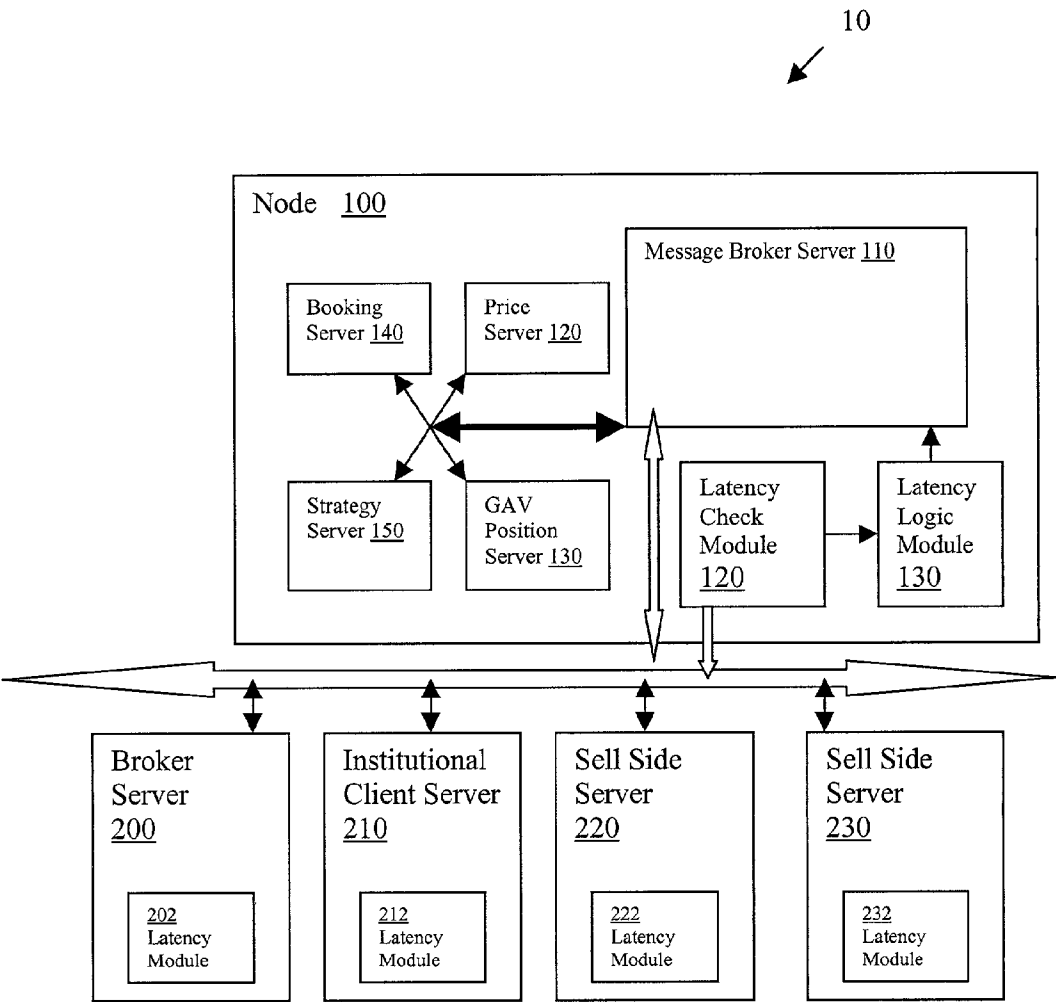 10
Node 100
Message Broker Server 110
Booking
Server 140
Price
Server 120
Strategy
Server 150
GAV
Position
Server 130
Latency
Check
Module
120
Latency
Logic
Module
130
Broker
Server
200
Institutional
Client Server
210
Sell Side
Server
220
Sell Side
Server
230
202
Latency
Module
212
Latency
Module
222
Latency
Module
232
Latency
Module